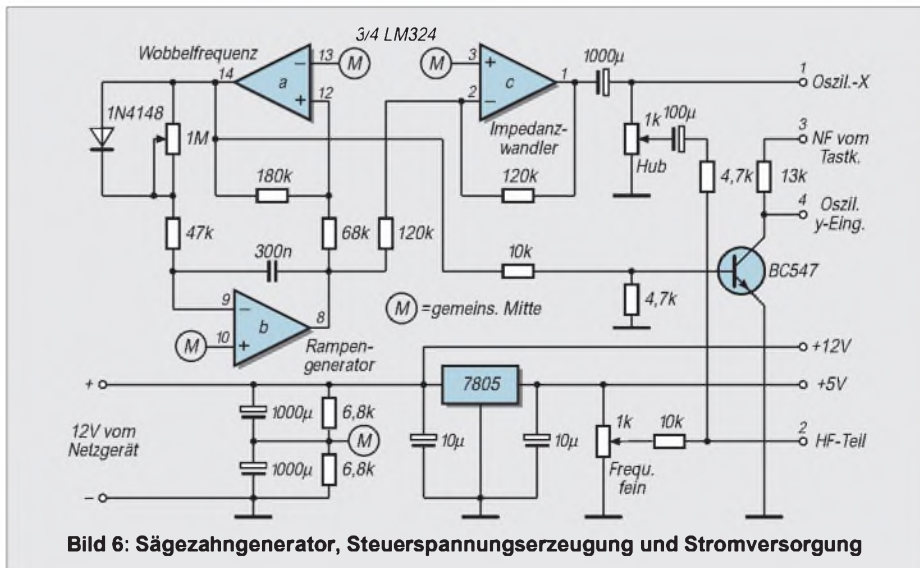 3/4 LM324
Wobbelfrequenz
14
13
M
a
−
+
12
M
3
+
c
1
2
−
Impedanz-
wandler
1000µ
1
Oszil.-X
1N4148
1M
180k
120k
1k
100µ
Hub
3
NF vom
Tastk.
4,7k
13k
4
Oszil.
y-Eing.
47k
300n
68k
120k
10k
BC547
M =gemeins. Mitte
4,7k
9
−
b
8
M
10
+
Rampen-
generator
+12V
+
7805
+5V
12V vom
Netzgerät
1000µ
6,8k
M
1000µ
6,8k
10µ
10µ
1k
10k
2
HF-Teil
Frequ.
fein
−
Bild 6: Sägezahngenerator, Steuerspannungserzeugung und Stromversorgung